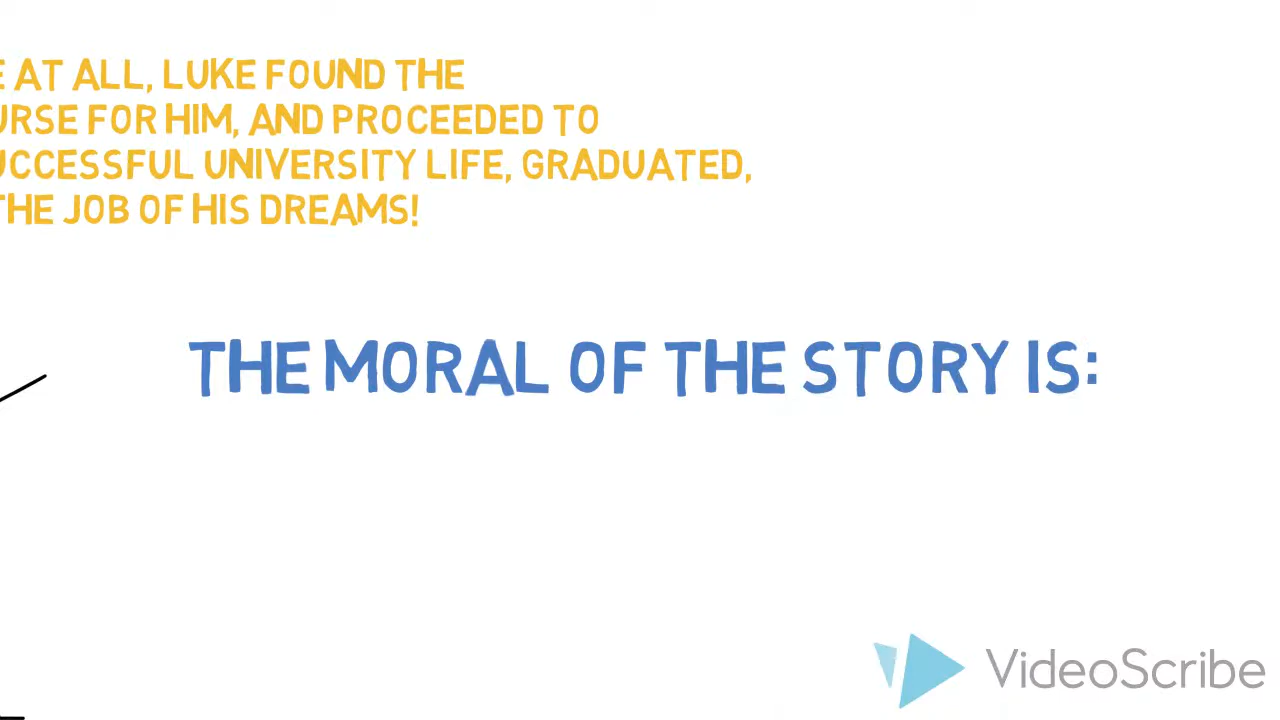 AT ALL, LUKE FOUND THE
FOR HIM, AND PROCEEDED TO
UNIVERSITY LIFE, GRADUATED,
THE JOB OF HIS DREAMS!
THE MORAL OF THE STORY IS:
VideoScribe